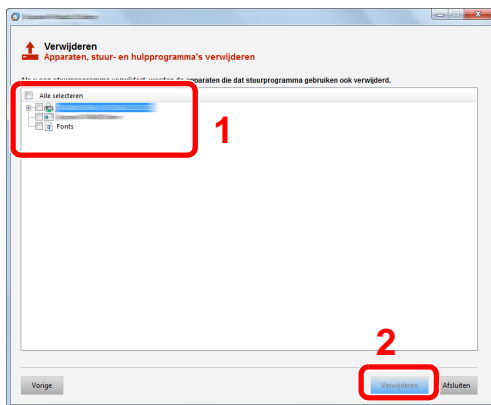 Verwijderen
Apparaten, stuur- en hulpprogramma's verwijderen
Als u een stuurprogramma verwijdert, worden de apparaten die dat stuurprogramma gebruiken ook verwijderd.
Alle selecteren
Fonts
1
2
Vorige Verwijderen Afsluiten